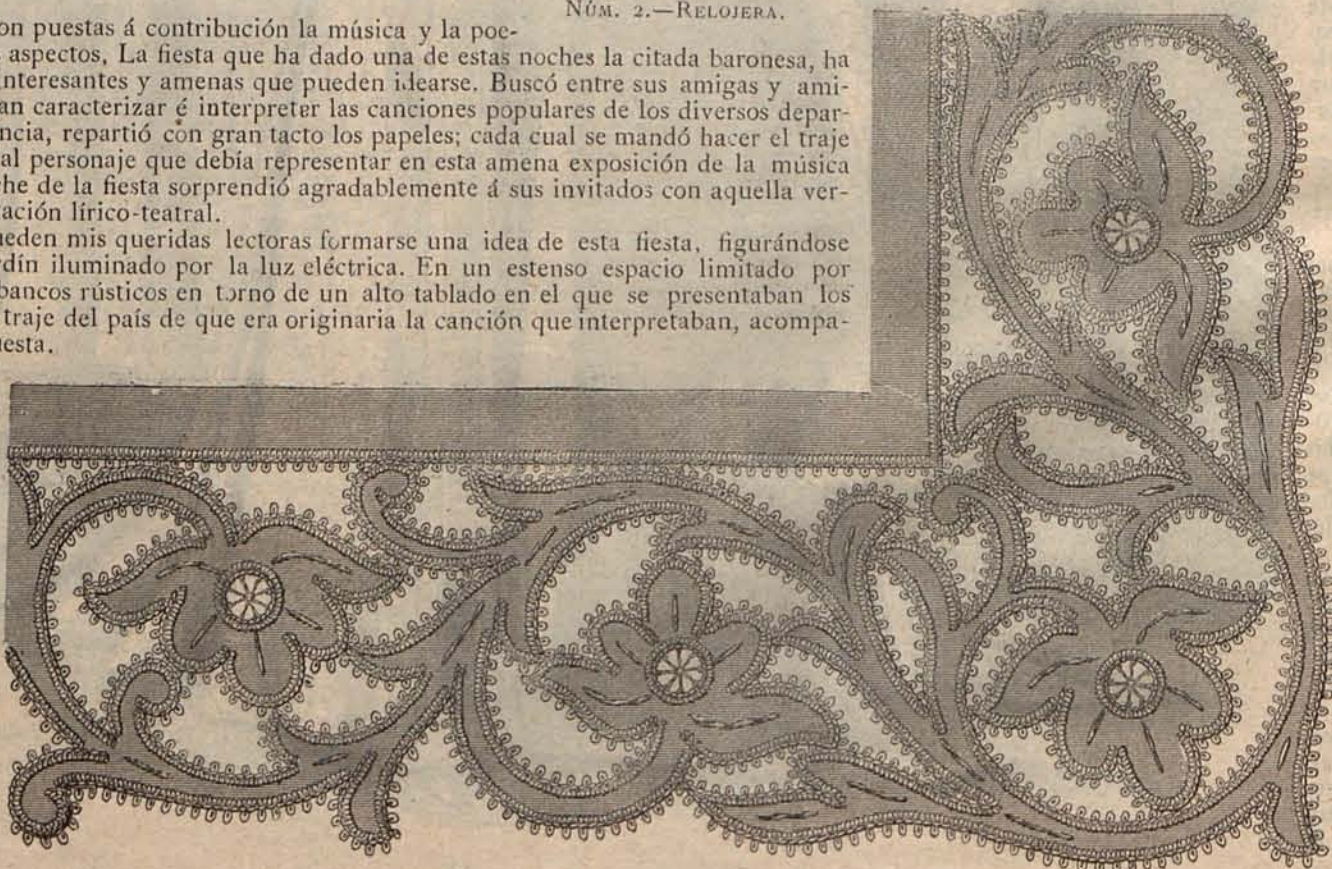 NÚM. 2.—RELOJERA.
on puestas á contribución la música y la poe-
aspectos, La fiesta que ha dado una de estas noches la citada baronesa, ha
nteresantes y amenas que pueden idearse. Buscó entre sus amigas y ami-
an caracterizar é interpreter las canciones populares de los diversos depar-
ncia, repartió con gran tacto los papeles; cada cual se mandó hacer el traje
al personaje que debía representar en esta amena exposición de la música
he de la fiesta sorprendió agradablemente á sus invitados con aquella ver-
ación lírico-teatral.
ueden mis queridas lectoras formarse una idea de esta fiesta, figurándose
dín iluminado por la luz eléctrica. En un estenso espacio limitado por
bancos rústicos en torno de un alto tablado en el que se presentaban los
traje del país de que era originaria la canción que interpretaban, acompa-
esta.